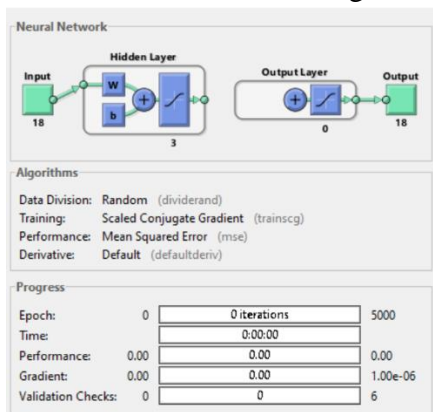 Neural Network
Hidden Layer
Input
W
b
18
3
Output Layer
Output
0
18
Algorithms
Data Division: Random (dividerand)
Training: Scaled Conjugate Gradient (trainscg)
Performance: Mean Squared Error (mse)
Derivative: Default (defaultderiv)
Progress
Epoch: 0 0 iterations 5000
Time: 0:00:00
Performance: 0.00 0.00 0.00
Gradient: 0.00 0.00 1.00e-06
Validation Checks: 0 0 6